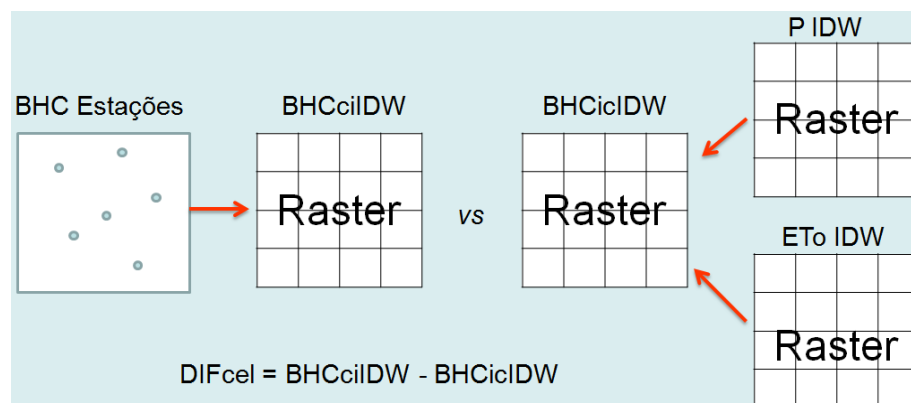 P IDW
Raster
BHC Estações
BHCciIDW
BHCicIDW
Raster
vs
Raster
ETo IDW
Raster
DIFcel = BHCciIDW - BHCicIDW